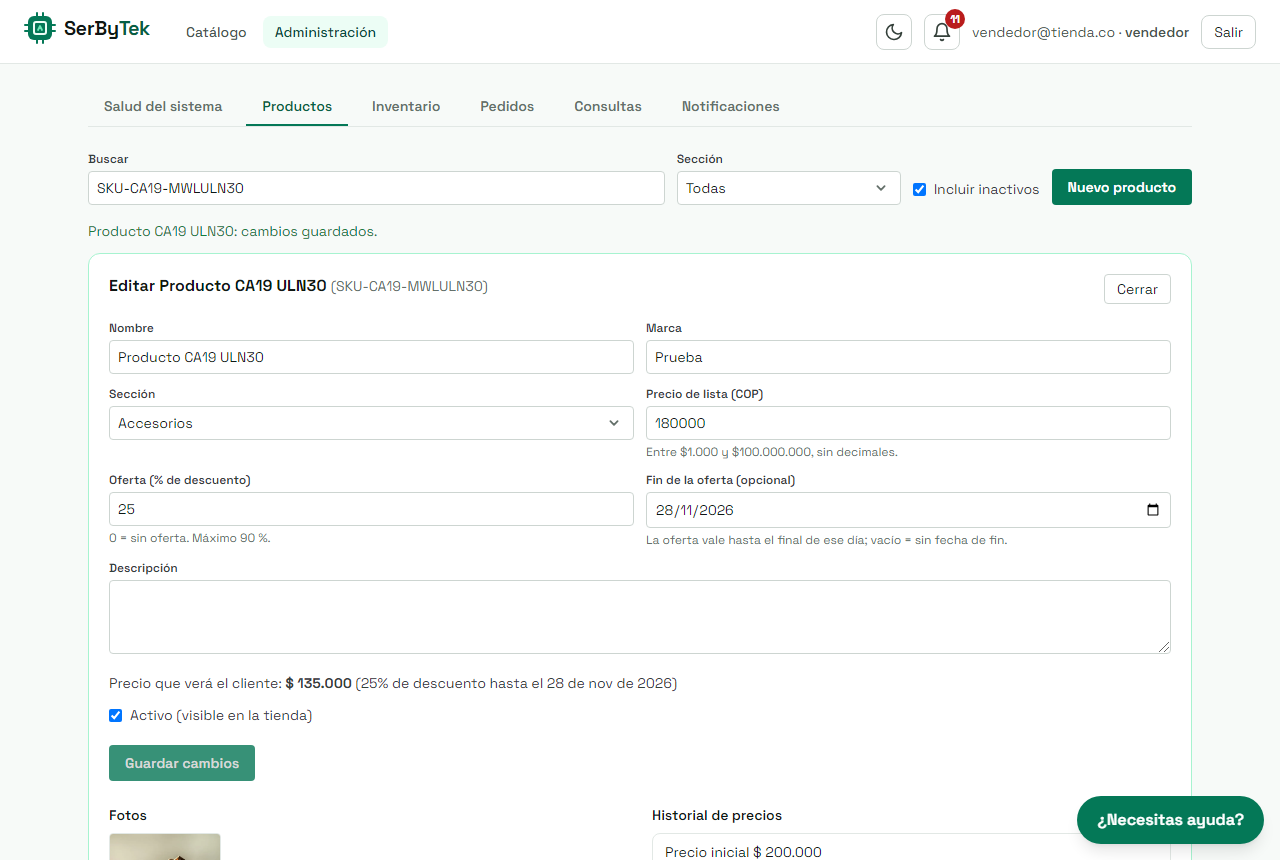 SerByTek
Catálogo
Administración
11
vendedor@tienda.co · vendedor
Salir
Salud del sistema
Productos
Inventario
Pedidos
Consultas
Notificaciones
Buscar
Sección
SKU-CA19-MWLULN30
Todas
Incluir inactivos
Nuevo producto
Producto CA19 ULN30: cambios guardados.
Editar Producto CA19 ULN30 (SKU-CA19-MWLULN30)
Cerrar
Nombre
Marca
Producto CA19 ULN30
Prueba
Sección
Precio de lista (COP)
Accesorios
180000
Entre $1.000 y $100.000.000, sin decimales.
Oferta (% de descuento)
Fin de la oferta (opcional)
25
28/11/2026
0 = sin oferta. Máximo 90 %.
La oferta vale hasta el final de ese día; vacío = sin fecha de fin.
Descripción
Precio que verá el cliente: $ 135.000 (25% de descuento hasta el 28 de nov de 2026)
Activo (visible en la tienda)
Guardar cambios
Fotos
Historial de precios
¿Necesitas ayuda?
Precio inicial $ 200.000